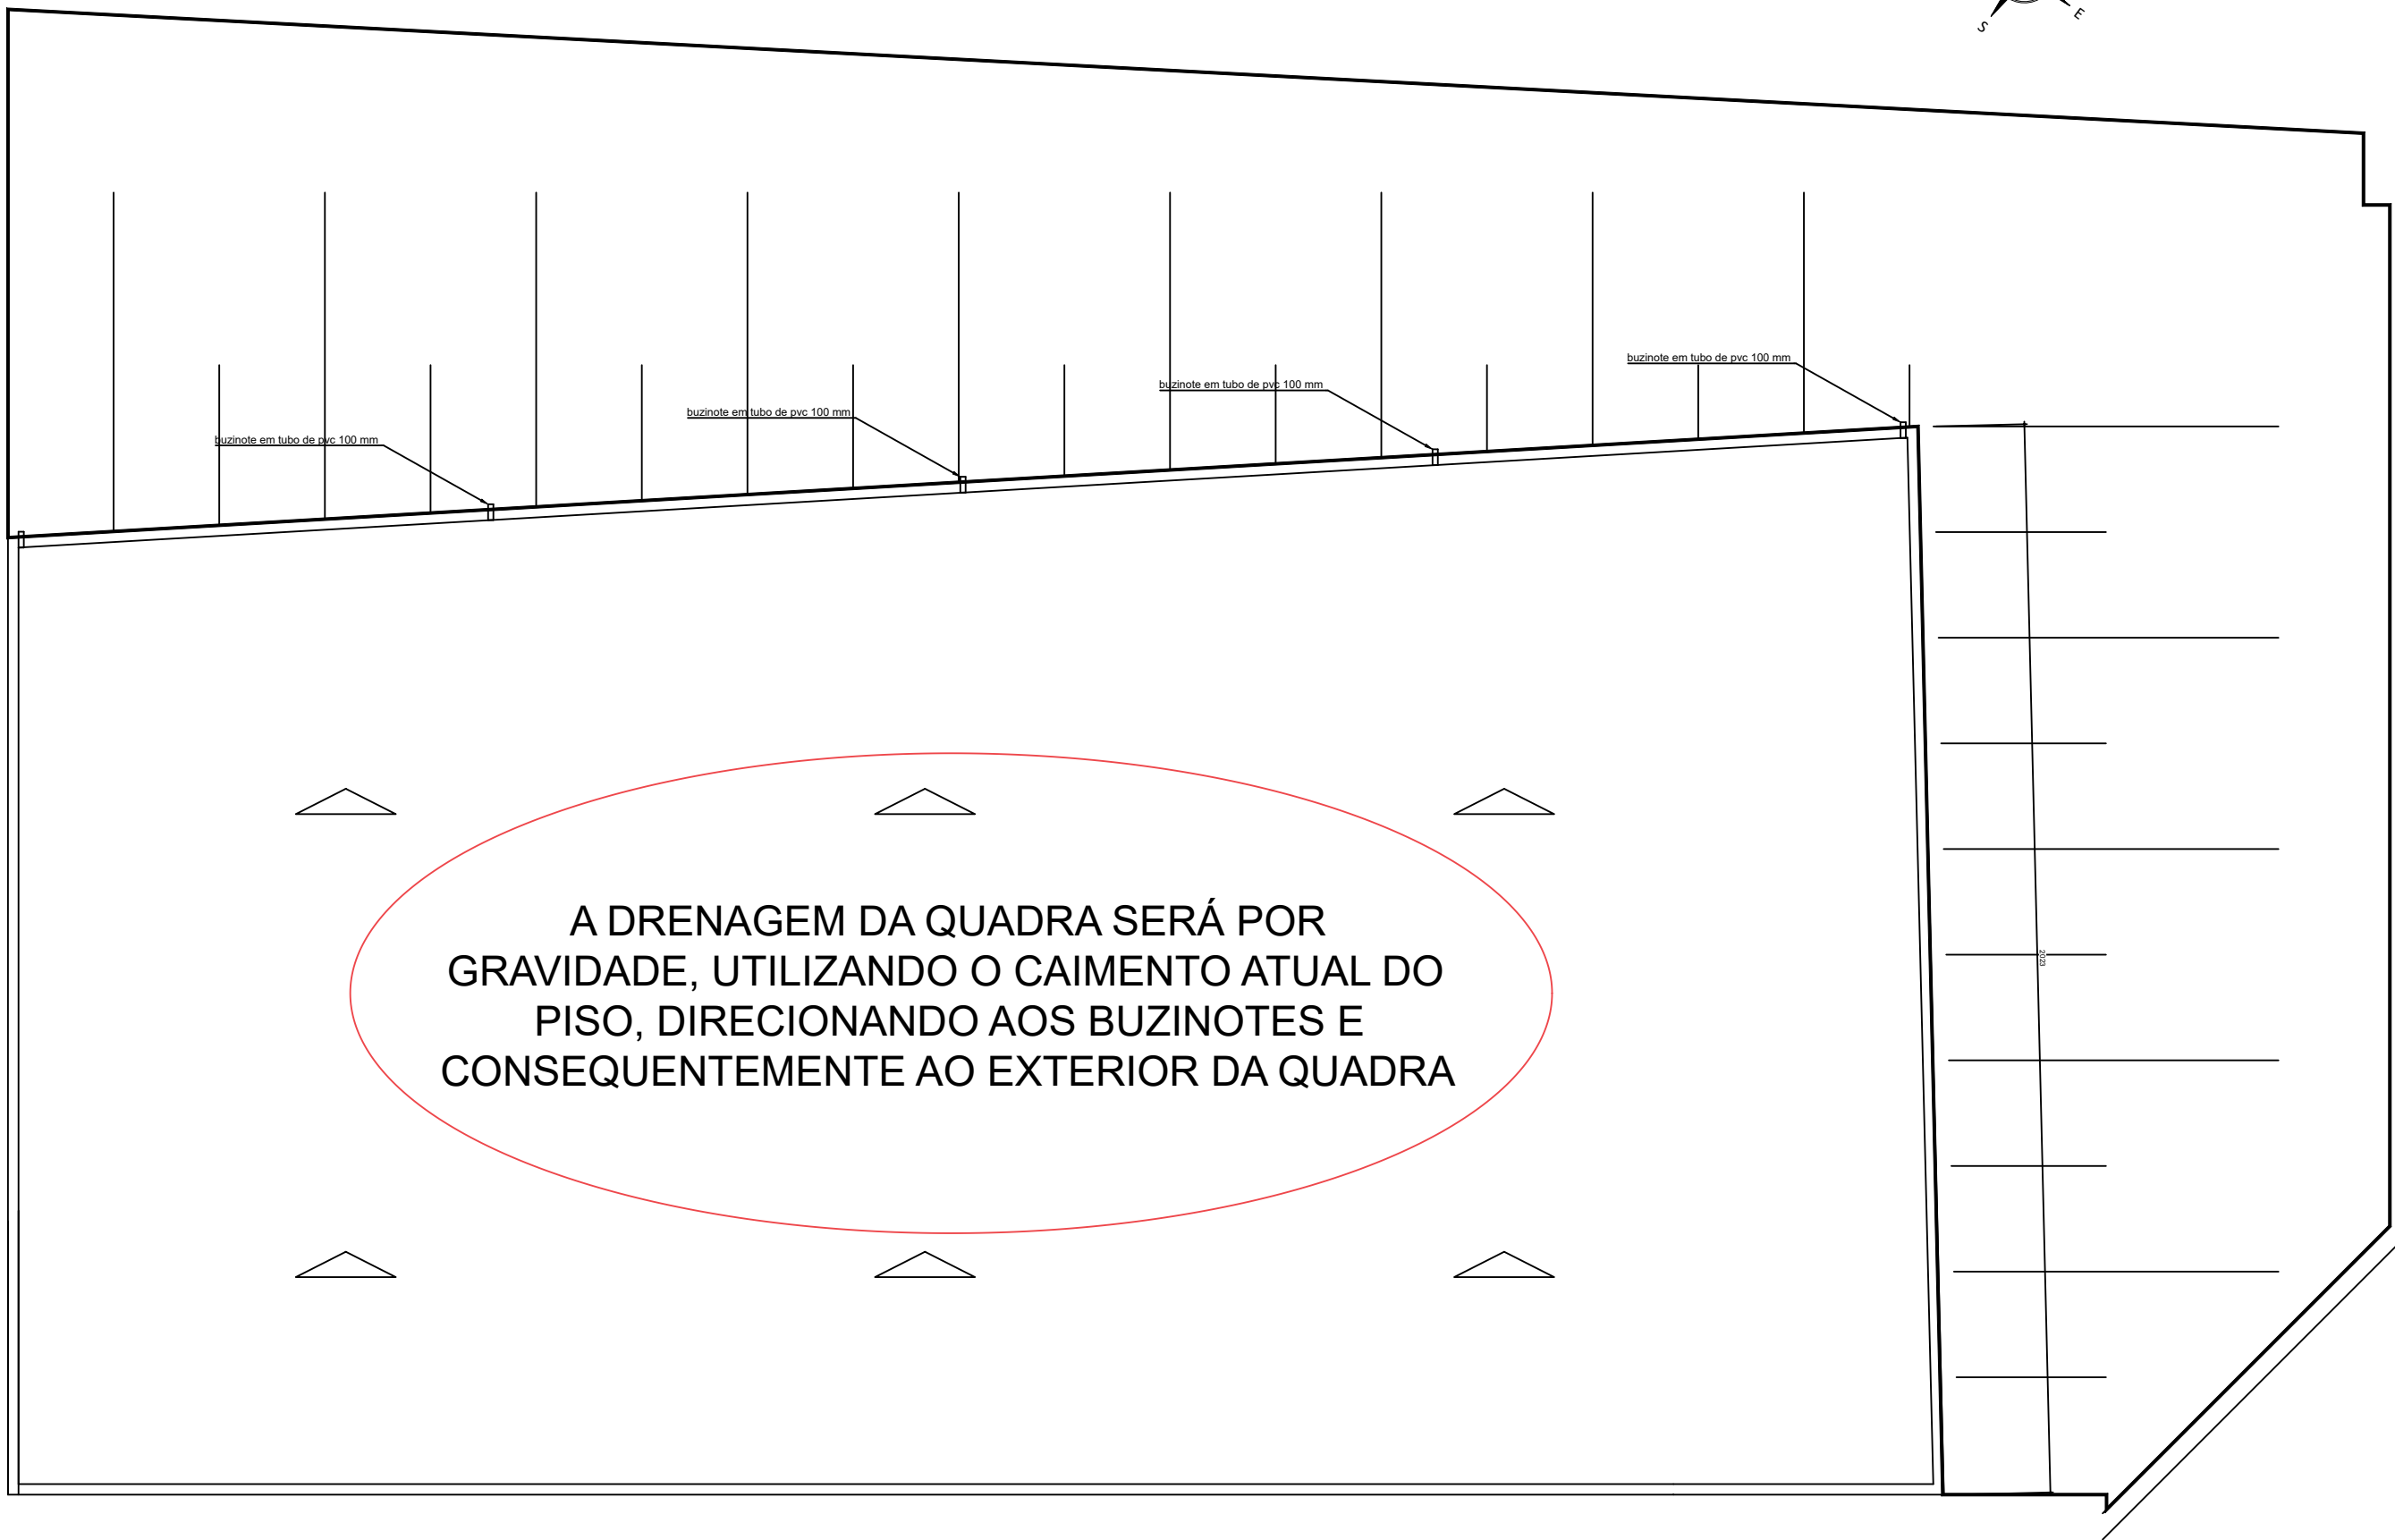 S
E
buzinote em tubo de pvc 100 mm
buzinote em tubo de pvc 100 mm
buzinote em tubo de pvc 100 mm
buzinote em tubo de pvc 100 mm
A DRENAGEM DA QUADRA SERÁ POR
GRAVIDADE, UTILIZANDO O CAIMENTO ATUAL DO
PISO, DIRECIONANDO AOS BUZINOTES E
CONSEQUENTEMENTE AO EXTERIOR DA QUADRA
2023